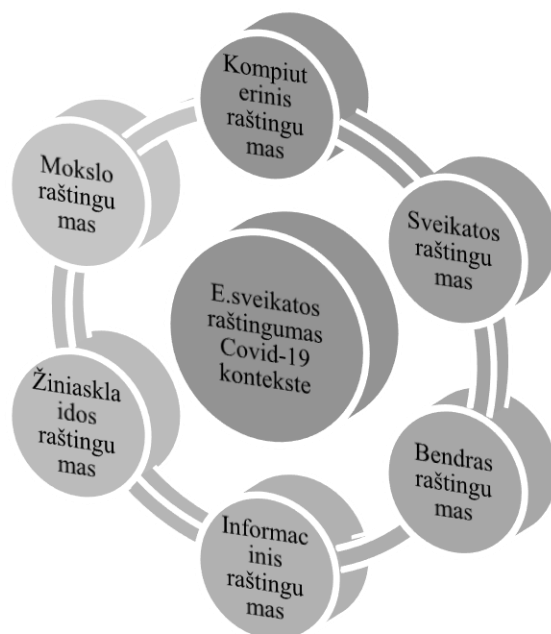 Kompiut
erinis
raštingu
mas
Sveikatos
raštingu
mas
Bendras
raštingu
mas
Informac
inis
raštingu
mas
Žiniaskla
idos
raštingu
mas
Mokslo
raštingu
mas
E.sveikatos
raštingumas
Covid-19
kontekste